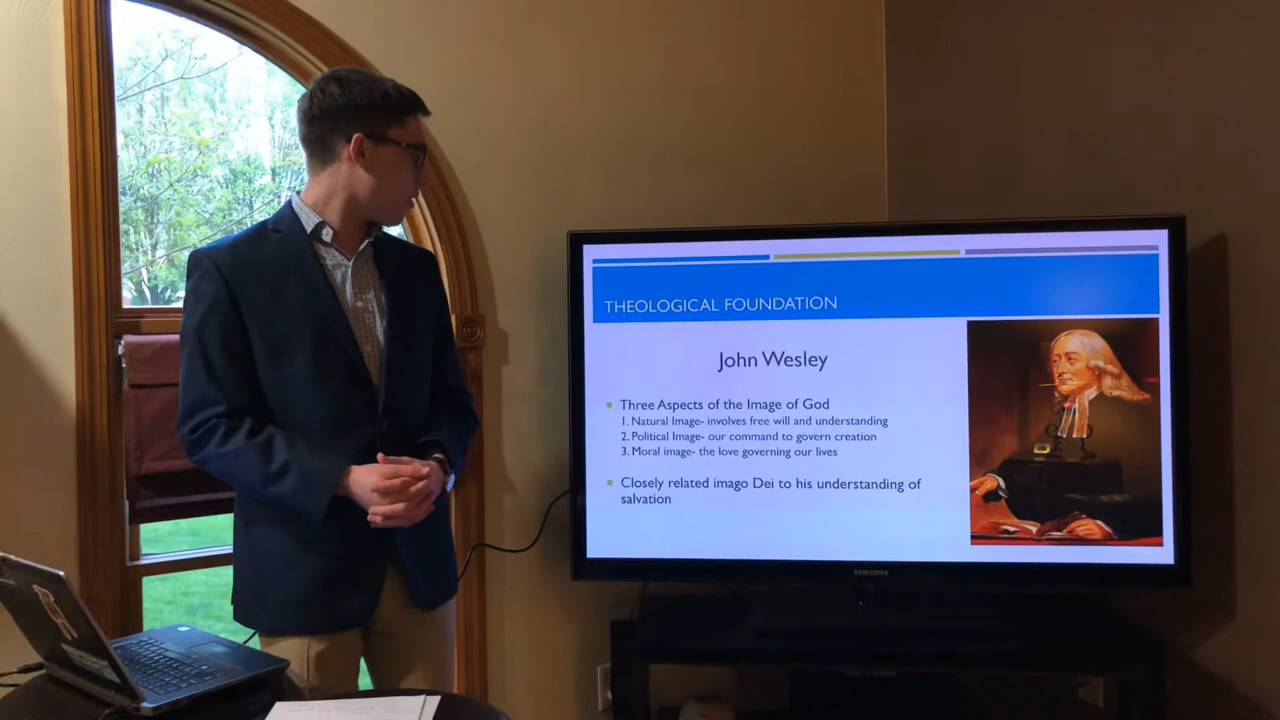 THEOLOGICAL FOUNDATION
John Wesley
Three Aspects of the Image of God
1. Natural Image- involves free will and understanding
2. Political Image- our command to govern creation
3. Moral image- the love governing our lives
Closely related imago Dei to his understanding of
salvation
SAMSUNG